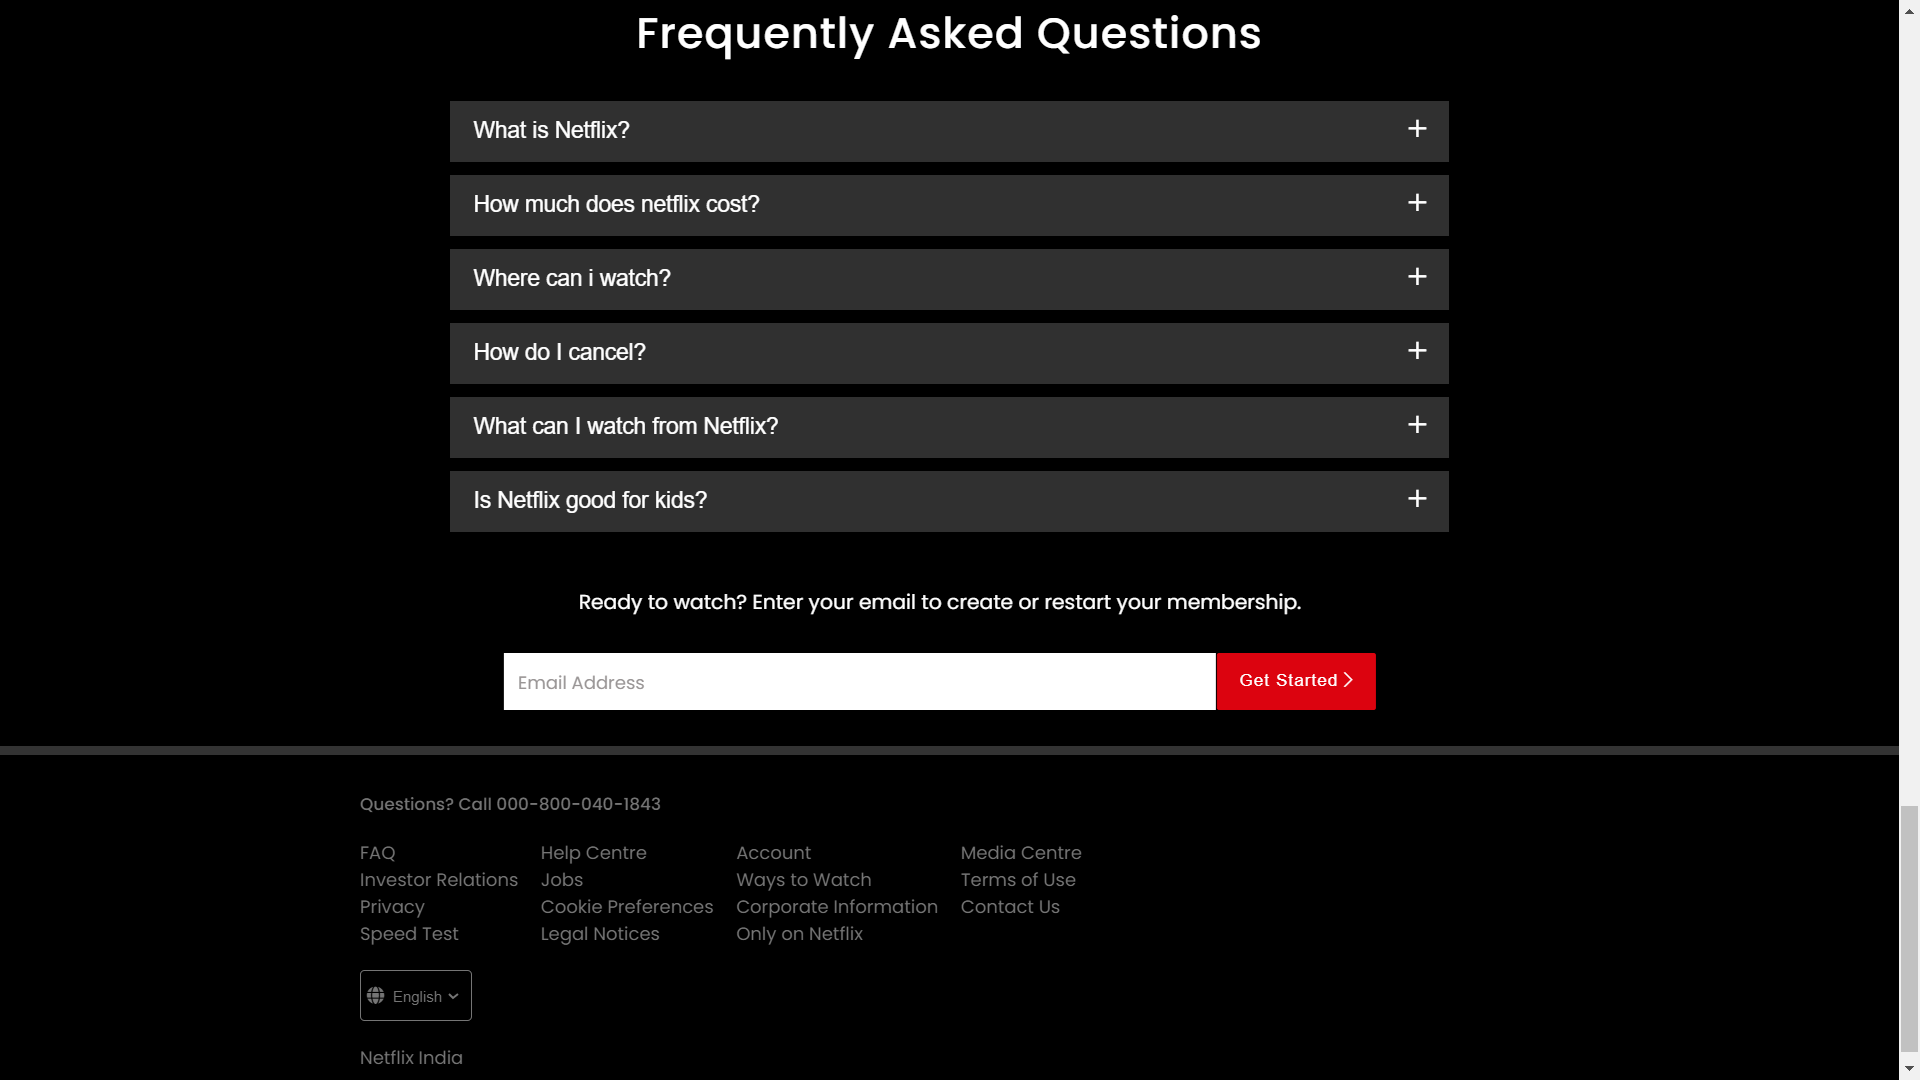 Frequently Asked Questions
What is Netflix?
How much does netflix cost?
Where can i watch?
How do I cancel?
What can I watch from Netflix?
Is Netflix good for kids?
Ready to watch? Enter your email to create or restart your membership.
Email Address
Get Started
Questions? Call 000-800-040-1843
FAQ Help Centre Account Media Centre
Investor Relations Jobs Ways to Watch Terms of Use
Privacy Cookie Preferences Corporate Information Contact Us
Speed Test Legal Notices Only on Netflix
English
Netflix India